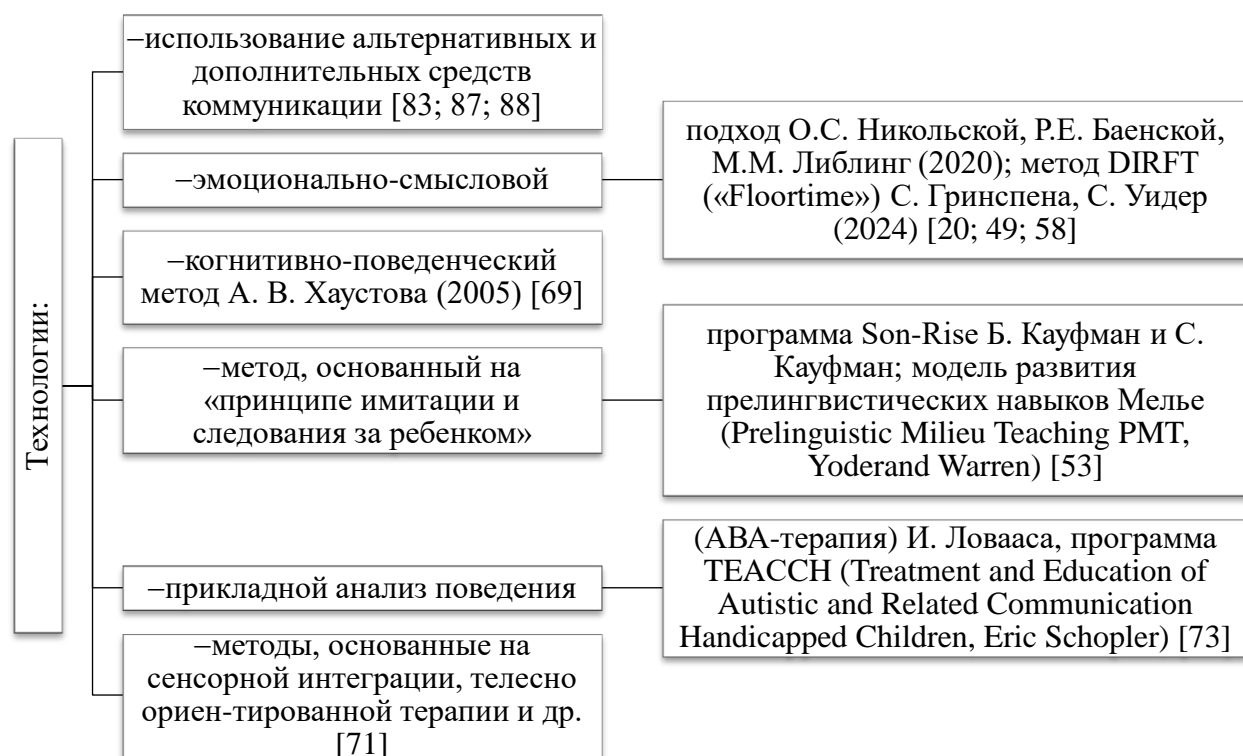 Технологии:
–использование альтернативных и
дополнительных средств
коммуникации [83; 87; 88]
–эмоционально-смысловой
подход О.С. Никольской, Р.Е. Баенской,
М.М. Либлинг (2020); метод DIRFT
(«Floortime») С. Гринспена, С. Уидер
(2024) [20; 49; 58]
–когнитивно-поведенческий
метод А. В. Хаустова (2005) [69]
–метод, основанный на
«принципе имитации и
следования за ребенком»
программа Son-Rise Б. Кауфман и С.
Кауфман; модель развития
прелингвистических навыков Мелье
(Prelinguistic Milieu Teaching PMT,
Yoderand Warren) [53]
–прикладной анализ поведения
(АВА-терапия) И. Ловааса, программа
TEACCH (Treatment and Education of
Autistic and Related Communication
Handicapped Children, Eric Schopler) [73]
–методы, основанные на
сенсорной интеграции, телесно
ориен-тированной терапии и др.
[71]